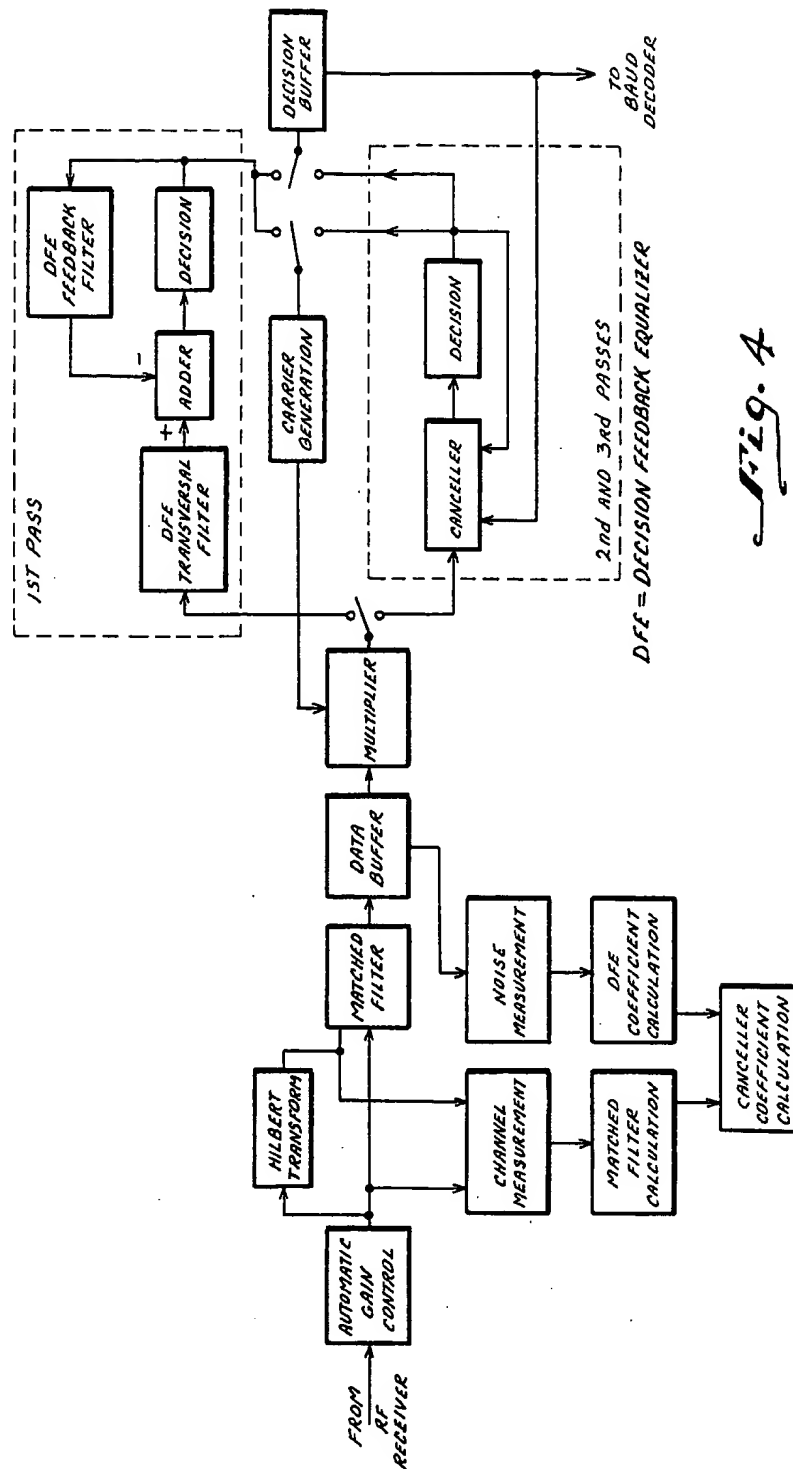 FROM
RF
RECEIVER
AUTOMATIC
GAIN
CONTROL
HILBERT
TRANSFORM
MATCHED
FILTER
DATA
BUFFER
MULTIPLIER
CHANNEL
MEASUREMENT
MATCHED
FILTER
CALCULATION
NOISE
MEASUREMENT
DFE
COEFFICIENT
CALCULATION
CANCELLER
COEFFICIENT
CALCULATION
1ST PASS
DFE
TRANSVERSAL
FILTER
+
ADDER
-
DFE
FEEDBACK
FILTER
DECISION
CARRIER
GENERATION
DECISION
BUFFER
CANCELLER
DECISION
2nd AND 3rd PASSES
TO
BAUD
DECODER
DFE = DECISION FEEDBACK EQUALIZER
Fig. 4